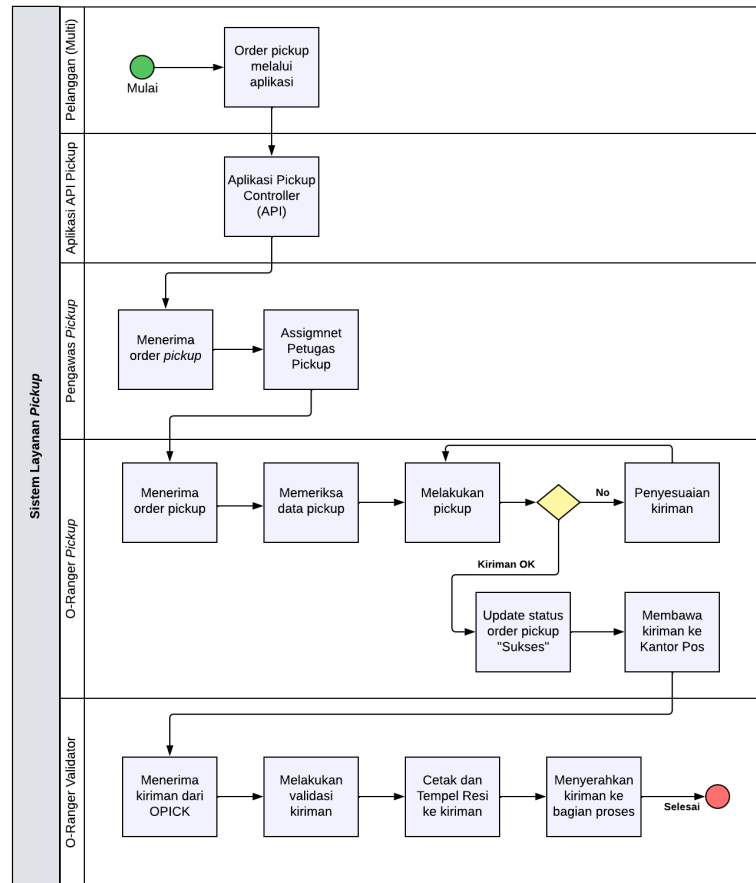 Sistem Layanan Pickup
Pelanggan (Multi)
Mulai
Order pickup
melalui
aplikasi
Aplikasi API Pickup
Aplikasi Pickup
Controller
(API)
Pengawas Pickup
Menerima
order pickup
Assigmnet
Petugas
Pickup
O-Ranger Pickup
Menerima
order pickup
Memeriksa
data pickup
Melakukan
pickup
No
Penyesuaian
kiriman
Kiriman OK
Update status
order pickup
"Sukses"
Membawa
kiriman ke
Kantor Pos
O-Ranger Validator
Menerima
kiriman dari
OPICK
Melakukan
validasi
kiriman
Cetak dan
Tempel Resi
ke kiriman
Menyerahkan
kiriman ke
bagian proses
Selesai